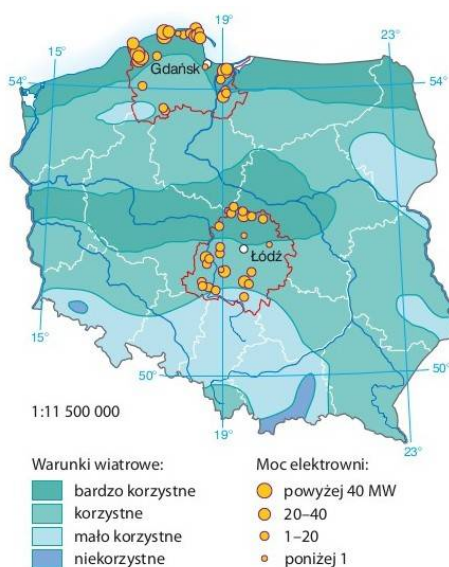 19°
23°
15°
54°
Gdańsk
54°
Łódź
15°
50°
50°
19°
23°
1:11 500 000
Warunki wiatrowe:
bardzo korzystne
korzystne
mało korzystne
niekorzystne
Moc elektrowni:
powyżej 40 MW
20–40
1–20
poniżej 1